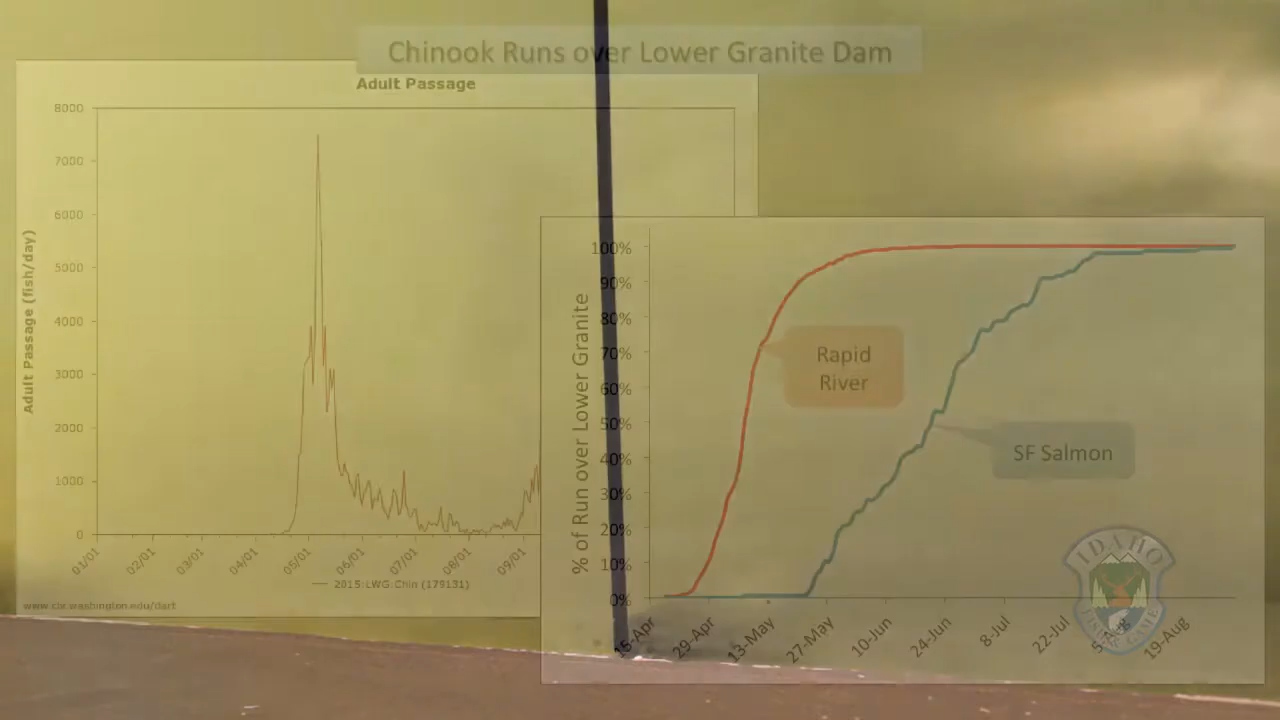 Chinook Runs over Lower Granite Dam
Adult Passage
8000
7000
6000
5000
4000
3000
2000
1000
0
Adult Passage (fish/day)
01/01
02/01
03/01
04/01
05/01
06/01
07/01
08/01
09/01
2015:LWG:Chin (179131)
www.cbr.washington.edu/dart
100%
90%
80%
70%
60%
50%
40%
30%
20%
10%
0%
% of Run over Lower Granite
Rapid
River
SF Salmon
15-Apr
29-Apr
13-May
27-May
10-Jun
24-Jun
8-Jul
22-Jul
5-Aug
19-Aug
IDAHO
FISH & GAME